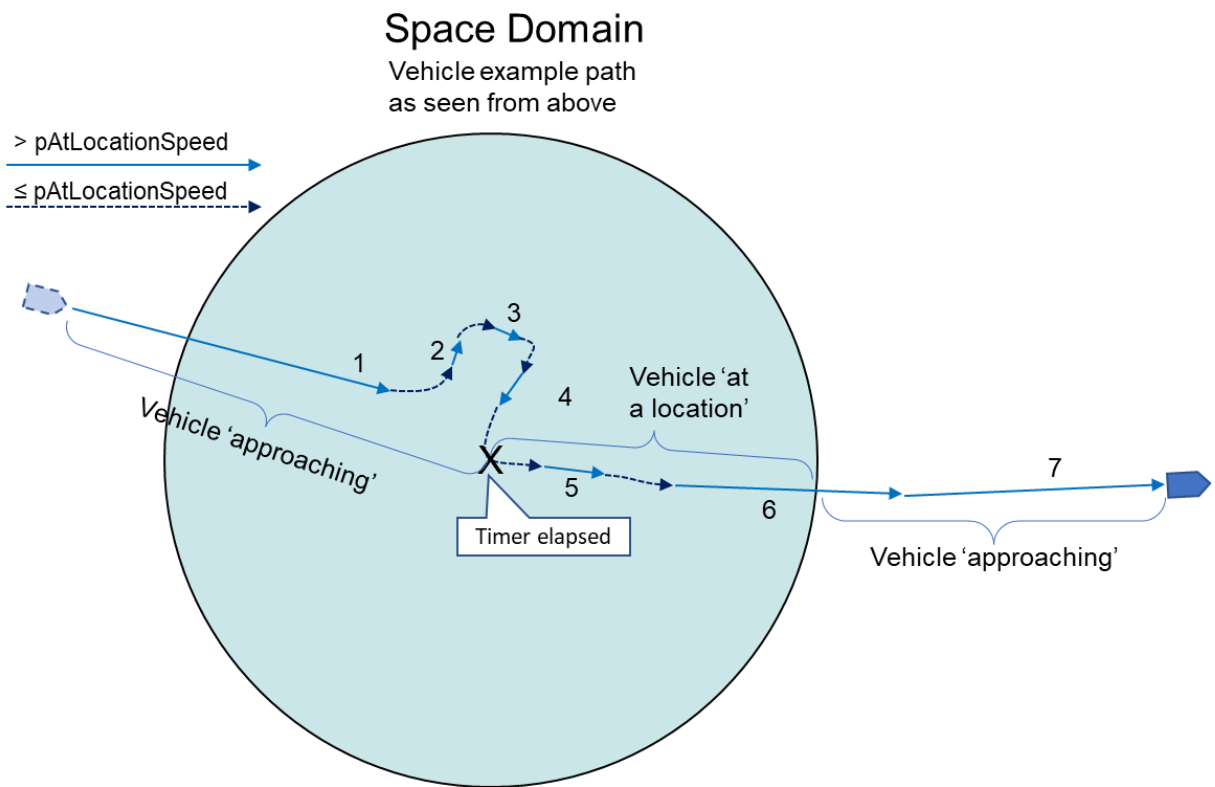 Space Domain
Vehicle example path
as seen from above
> pAtLocationSpeed
≤ pAtLocationSpeed
1
2
3
4
Vehicle 'at
a location'
Vehicle 'approaching'
X
5
6
7
Timer elapsed
Vehicle 'approaching'